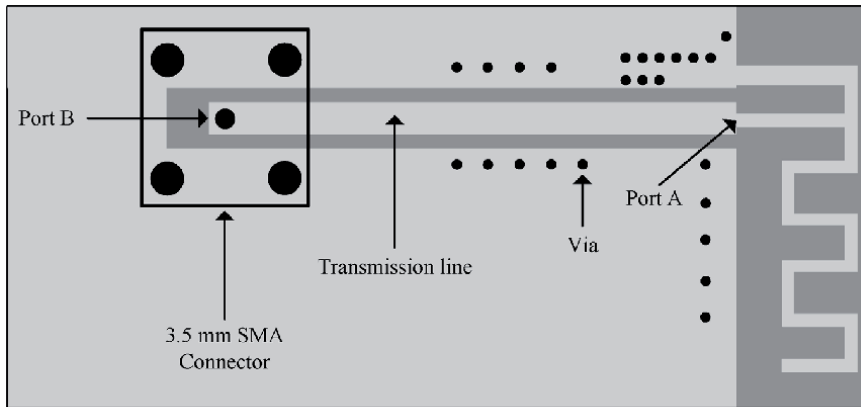 Port B
Port A
Via
Transmission line
3.5 mm SMA
Connector